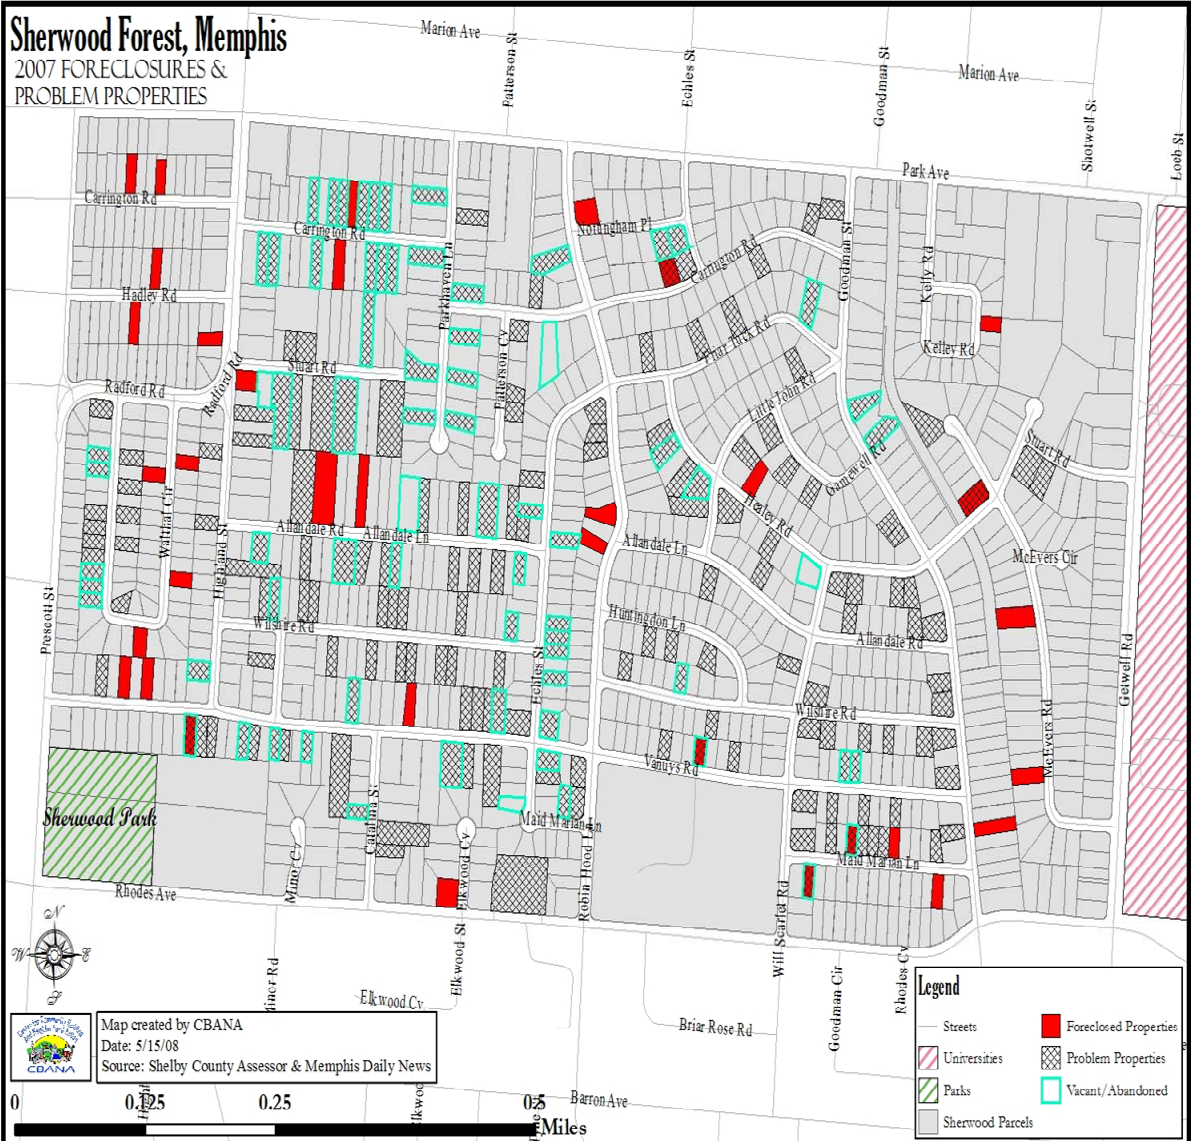 Sherwood Forest, Memphis
2007 FORECLOSURES &
PROBLEM PROPERTIES
Marion Ave
Marion Ave
Patterson St
Echles St
Goodman St
Shotwell St
Loeb St
Park Ave
Carrington Rd
Carrington Rd
Nottingham Pl
Carrington Rd
Goodman St
Kelly Rd
Hadley Rd
Parkhaven Ln
Patterson Cv
Friar Tuck Rd
Kelley Rd
Radford Rd
Radford Rd
Stuart Rd
Little John Rd
Gamewell Rd
Stuart Rd
Healey Rd
Walthal Cir
Highland St
Allandale Rd
Allandale Ln
Allandale Ln
McEvers Cir
Prescott St
Wilshire Rd
Huntingdon Ln
Allandale Rd
Echles St
Getwell Rd
Wilshire Rd
McEvers Rd
Vanuys Rd
Sherwood Park
Catalina St
Maid Marian Ln
Maid Marian Ln
Minor Cv
Elkwood Cv
Robin Hood Ln
Rhodes Ave
Will Scarlet Rd
N
W
E
S
Minor Rd
Elkwood St
Elkwood Cv
Goodman Cir
Rhodes Cv
Briar Rose Rd
Barron Ave
CBANA
Map created by CBANA
Date: 5/15/08
Source: Shelby County Assessor & Memphis Daily News
0
0.125
0.25
0.5
Miles
Legend
Streets
Foreclosed Properties
Universities
Problem Properties
Parks
Vacant/Abandoned
Sherwood Parcels